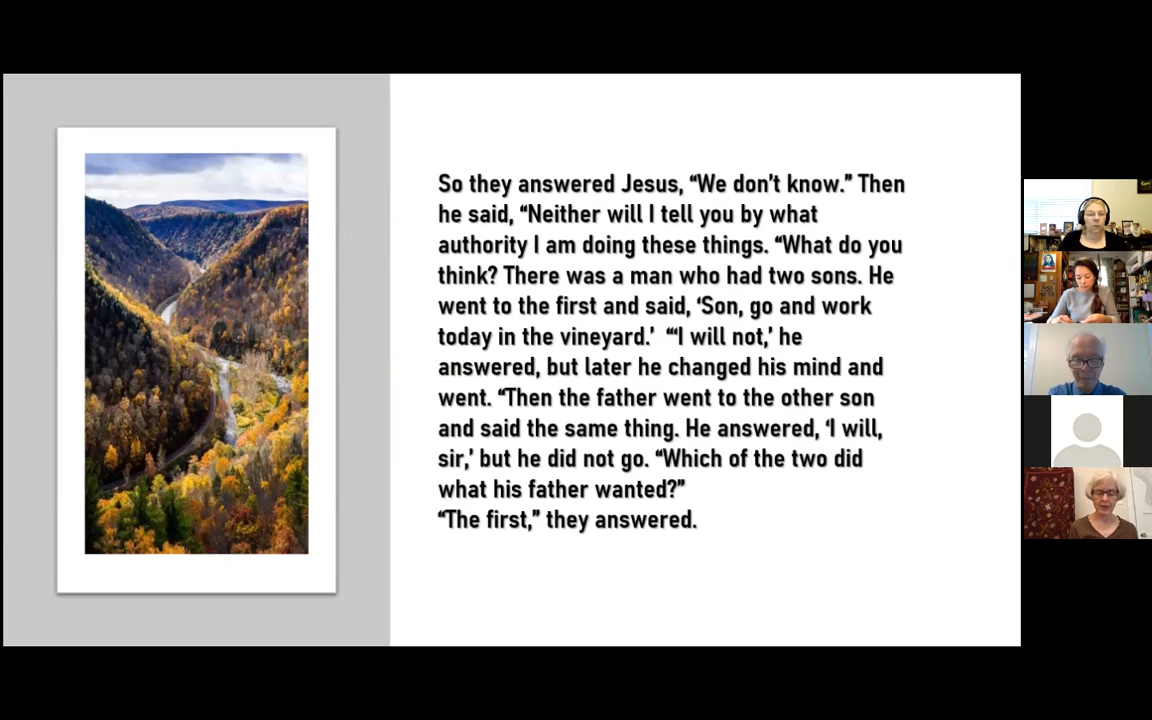 So they answered Jesus, “We don’t know.” Then
he said, “Neither will I tell you by what
authority I am doing these things. “What do you
think? There was a man who had two sons. He
went to the first and said, ‘Son, go and work
today in the vineyard.’ “‘I will not,’ he
answered, but later he changed his mind and
went. “Then the father went to the other son
and said the same thing. He answered, ‘I will,
sir,’ but he did not go. “Which of the two did
what his father wanted?”
“The first,” they answered.